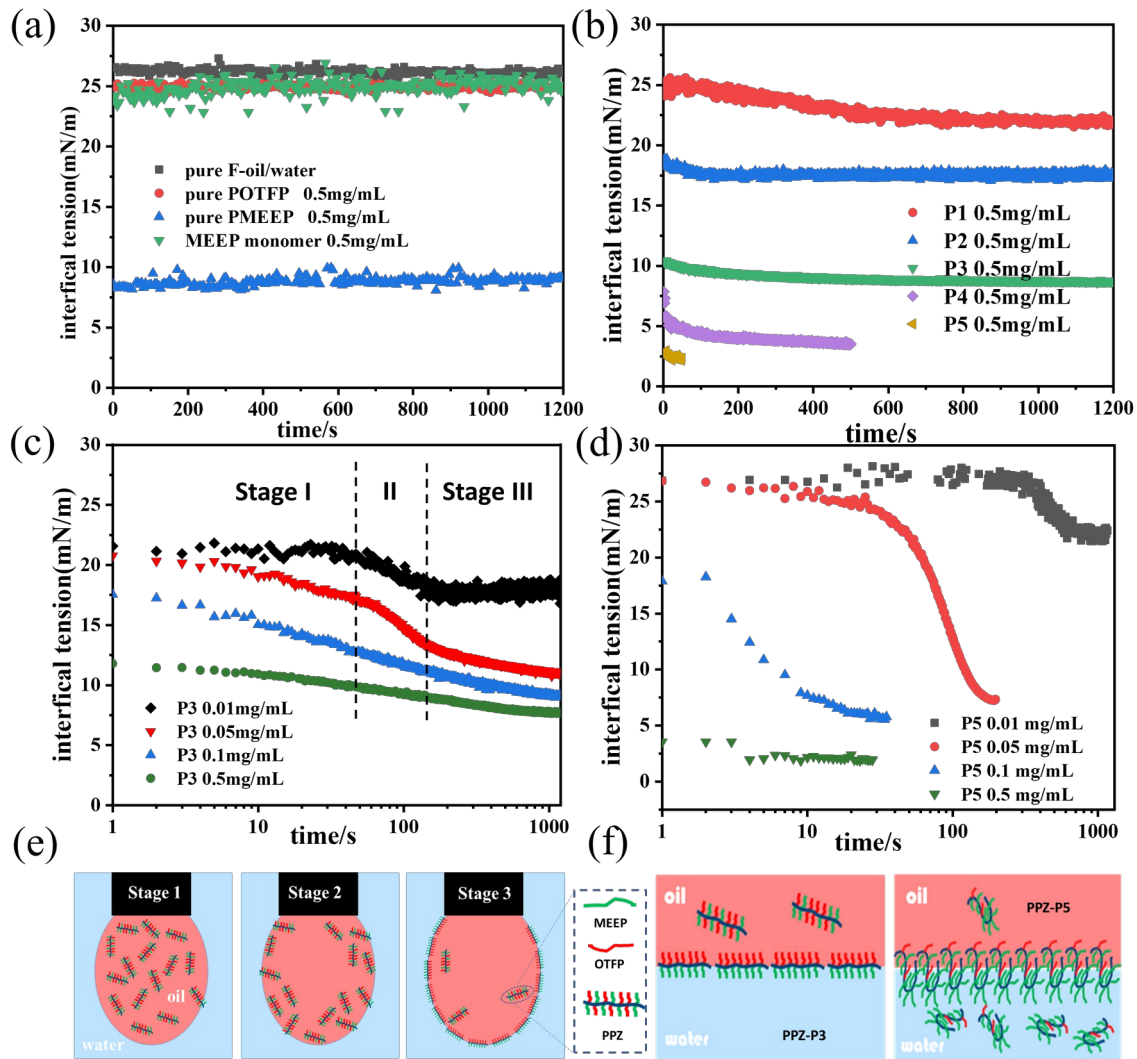 (a)
30
25
20
15
10
5
0
interfical tension(mN/m)
pure F-oil/water
pure POTFP 0.5mg/mL
pure PMEEP 0.5mg/mL
MEEP monomer 0.5mg/mL
0 200 400 600 800 1000 1200
time/s
(b)
30
25
20
15
10
5
0
interfical tension(mN/m)
P1 0.5mg/mL
P2 0.5mg/mL
P3 0.5mg/mL
P4 0.5mg/mL
P5 0.5mg/mL
0 200 400 600 800 1000 1200
time/s
(c)
30
25
20
15
10
5
0
interfical tension(mN/m)
Stage I II Stage III
P3 0.01mg/mL
P3 0.05mg/mL
P3 0.1mg/mL
P3 0.5mg/mL
1 10 100 1000
time/s
(d)
30
25
20
15
10
5
0
interfical tension(mN/m)
P5 0.01 mg/mL
P5 0.05 mg/mL
P5 0.1 mg/mL
P5 0.5 mg/mL
1 10 100 1000
time/s
(e)
Stage 1
Stage 2
Stage 3
oil
water
MEEP
OTFP
PPZ
(f)
oil
water
PPZ-P3
oil
PPZ-P5
water